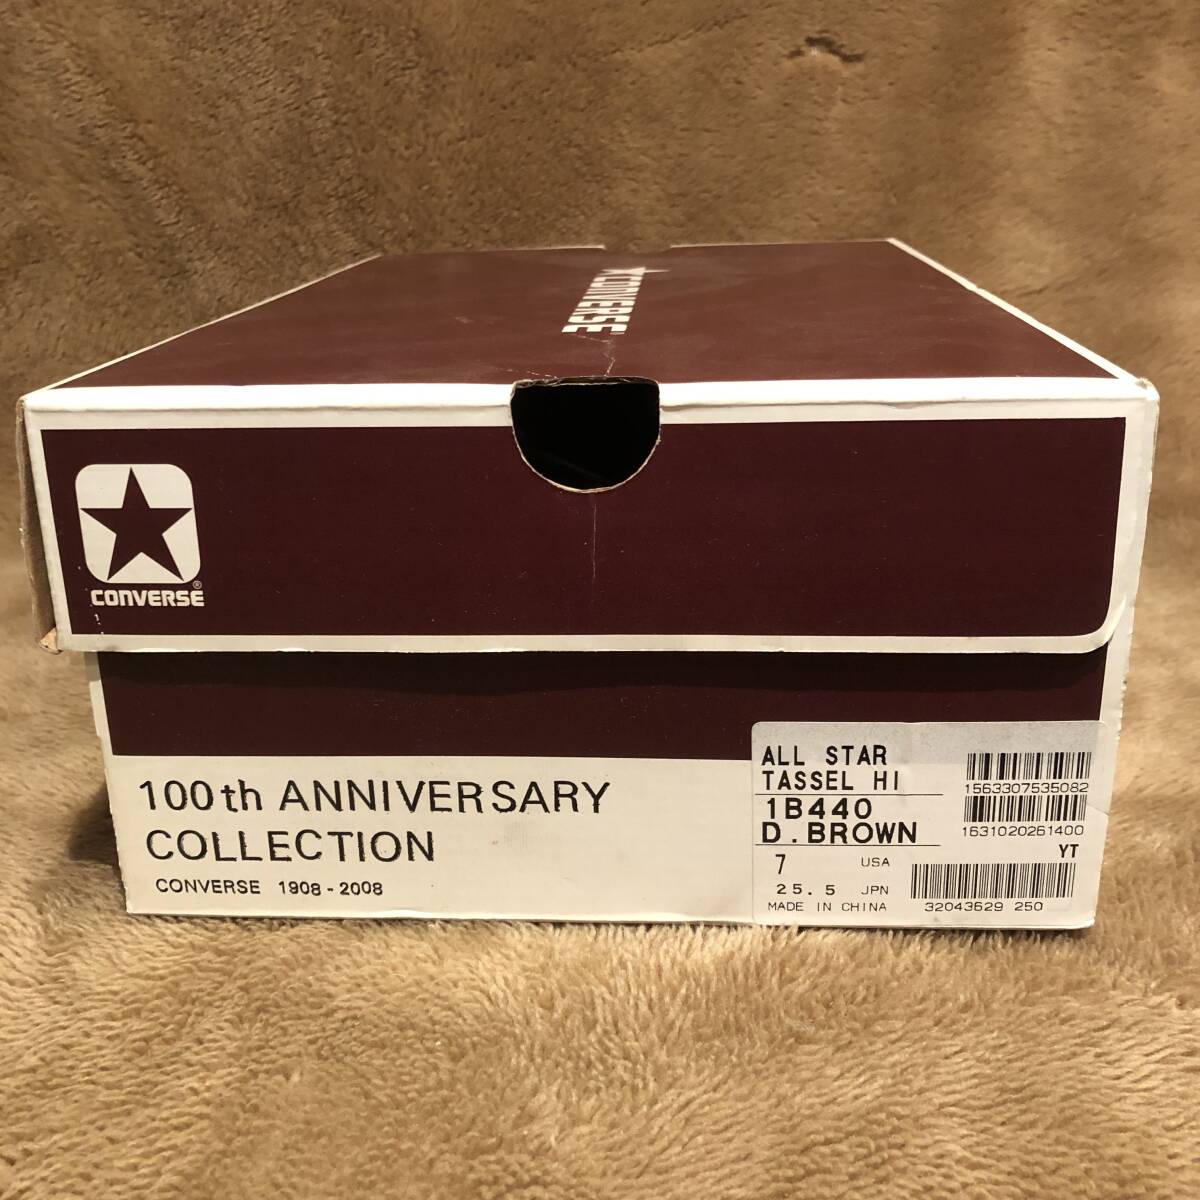 CONVERSE
CONVERSE®
100th ANNIVERSARY
COLLECTION
CONVERSE 1908-2008
ALL STAR
TASSEL HI
1B440
D.BROWN
7 USA
25.5 JPN
MADE IN CHINA
1563307535082
1631020261400
YT
32043629 250